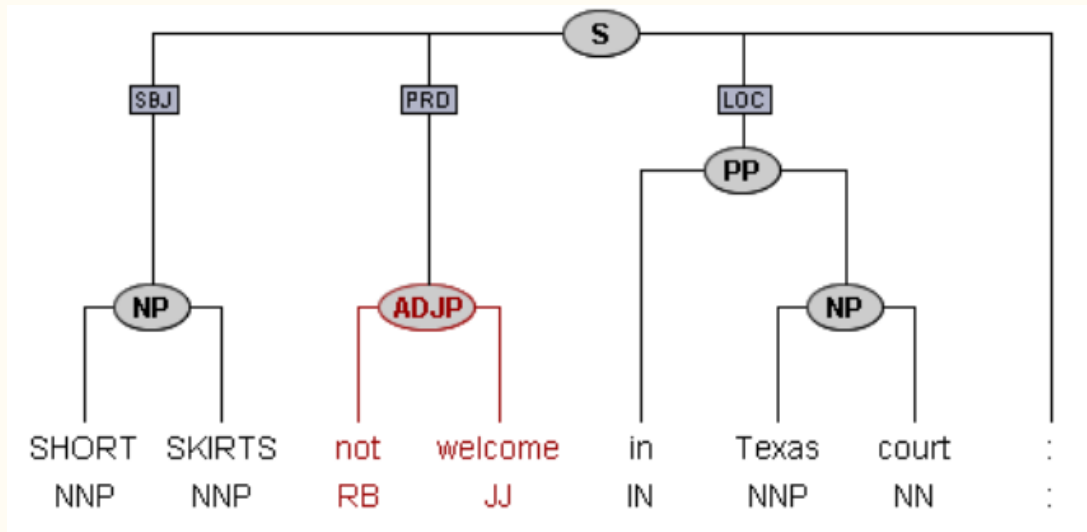 S
SBJ PRD LOC
PP
NP ADJP NP
SHORT SKIRTS not welcome in Texas court :
NNP NNP RB JJ IN NNP NN :